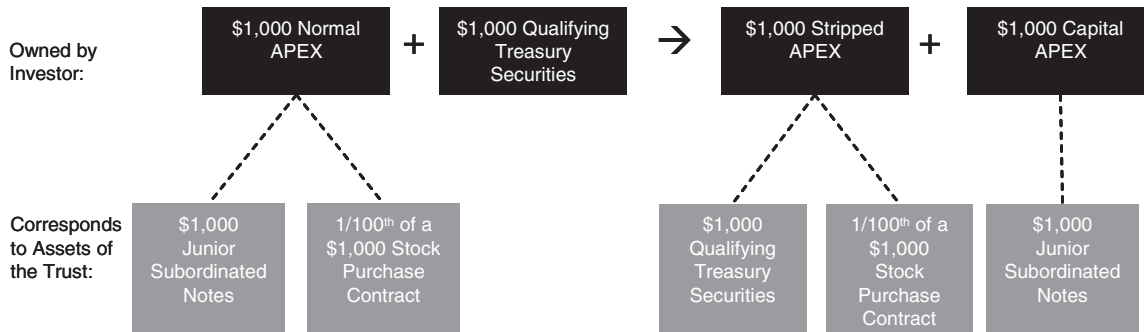 Owned by
Investor:
$1,000 Normal
APEX
+
$1,000 Qualifying
Treasury
Securities
→
$1,000 Stripped
APEX
+
$1,000 Capital
APEX
Corresponds
to Assets of
the Trust:
$1,000
Junior
Subordinated
Notes
1/100th of a
$1,000 Stock
Purchase
Contract
$1,000
Qualifying
Treasury
Securities
1/100th of a
$1,000
Stock
Purchase
Contract
$1,000
Junior
Subordinated
Notes